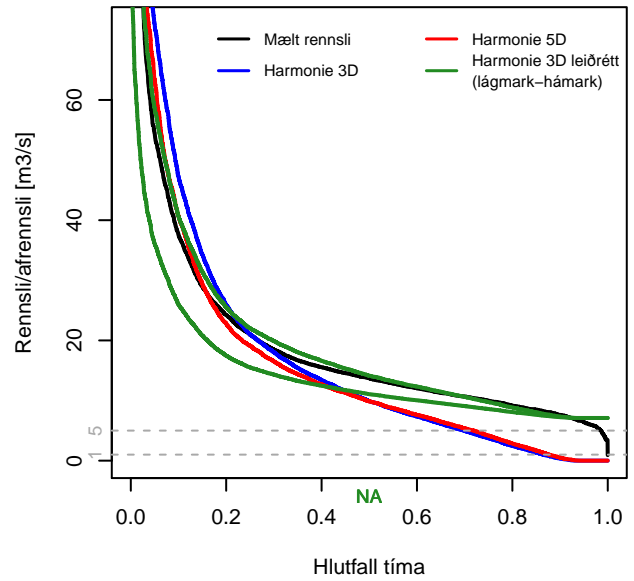 Mælt rennsli
Harmonie 3D
Harmonie 5D
Harmonie 3D leiðrétt
(lágmark−hámark)
Rennsli/afrennsli [m3/s]
60
40
20
0
5
1
0.0 0.2 0.4 0.6 0.8 1.0
NA
Hlutfall tíma